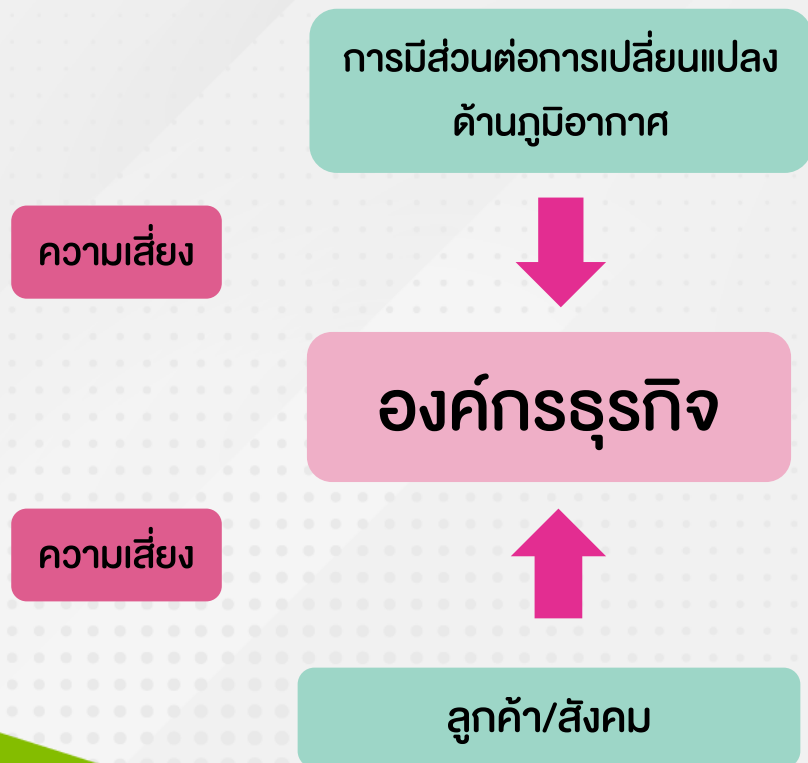 การมีส่วนต่อการเปลี่ยนแปลง
ด้านภูมิอากาศ
ความเสี่ยง
องค์กรธุรกิจ
ความเสี่ยง
ลูกค้า/สังคม